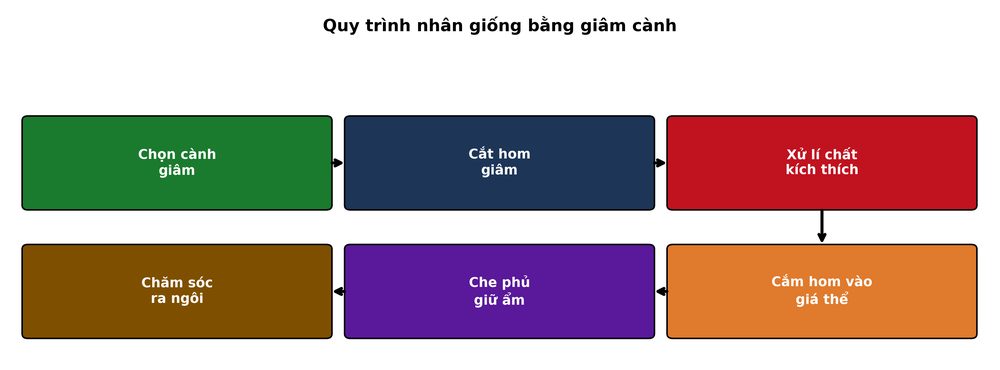 Quy trình nhân giống bằng giâm cành
Chọn cành
giâm
Cắt hom
giâm
Xử lí chất
kích thích
Cắm hom vào
giá thể
Che phủ
giữ ẩm
Chăm sóc
ra ngôi